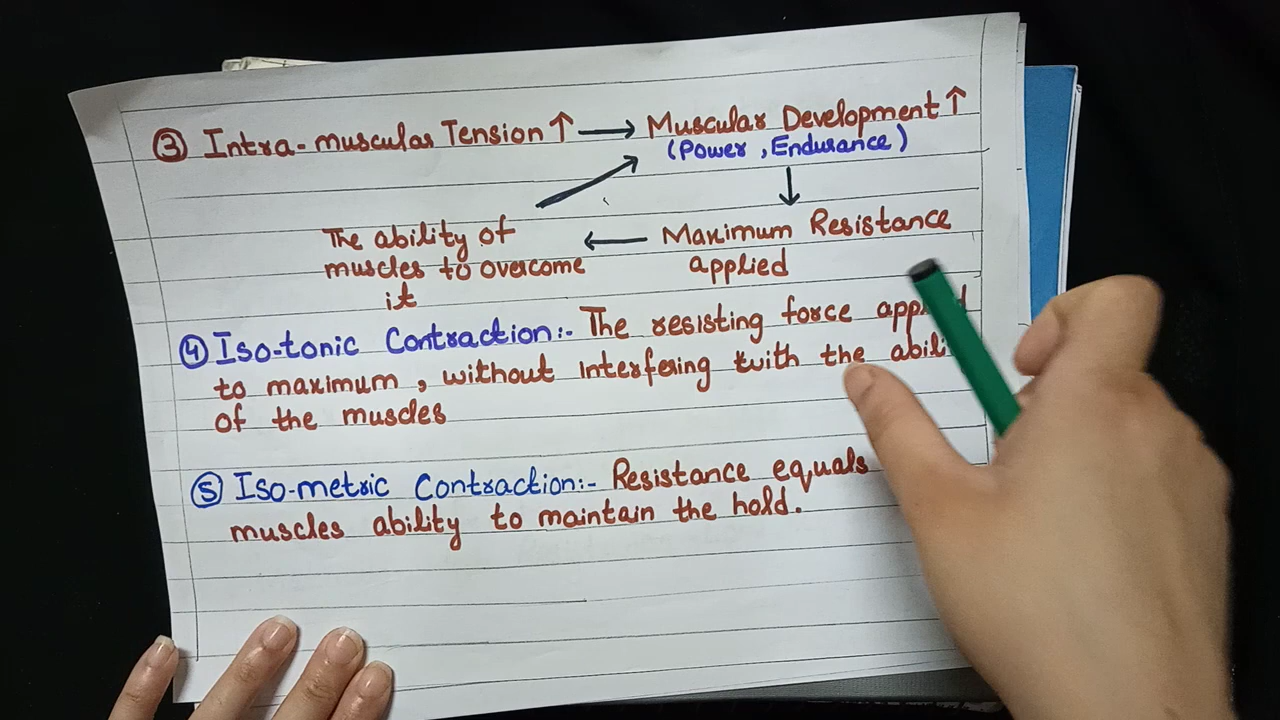 ③ Intra-muscular Tension ↑ → Muscular Development ↑
(Power, Endurance)
↓
The ability of ← Maximum Resistance
muscles to overcome applied
it
④ Iso-tonic Contraction:- The resisting force
to maximum, without interfering with the
of the muscles
⑤ Iso-metric Contraction:- Resistance equals
muscles ability to maintain the hold.